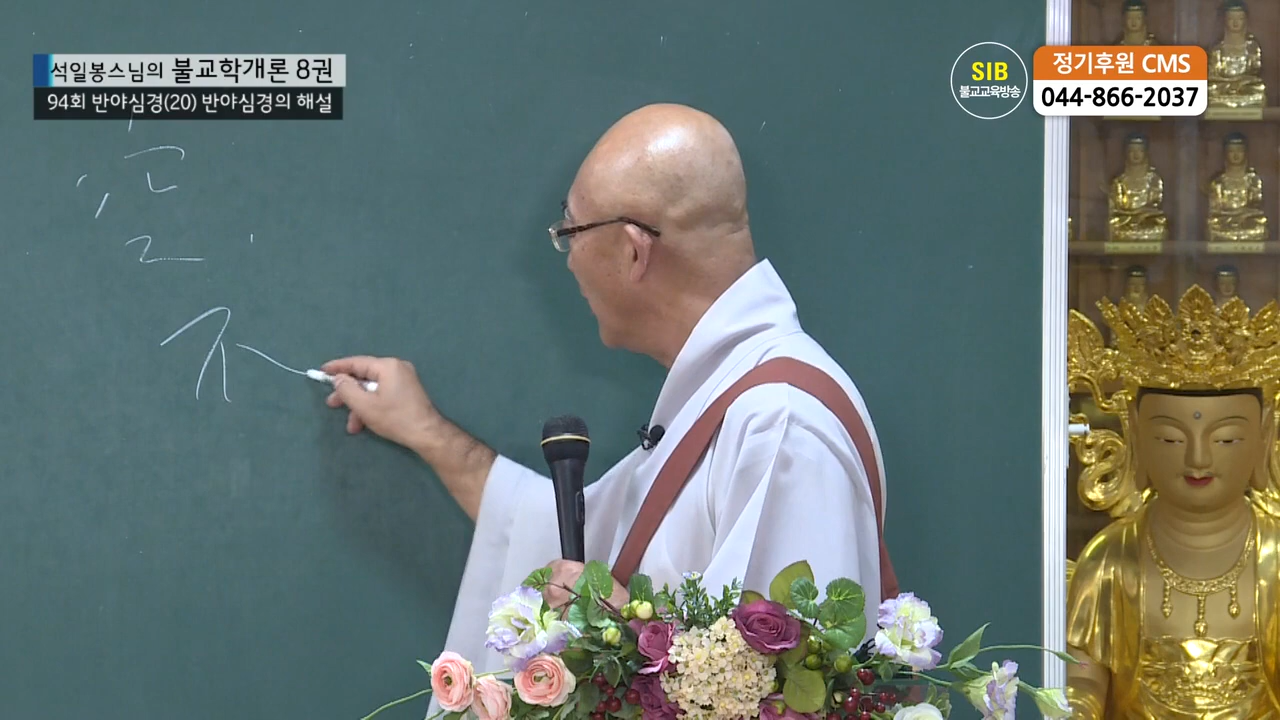 석일봉스님의 불교학개론 8권
94회 반야심경(20) 반야심경의 해설
SIB
불교교육방송
정기후원 CMS
044-866-2037